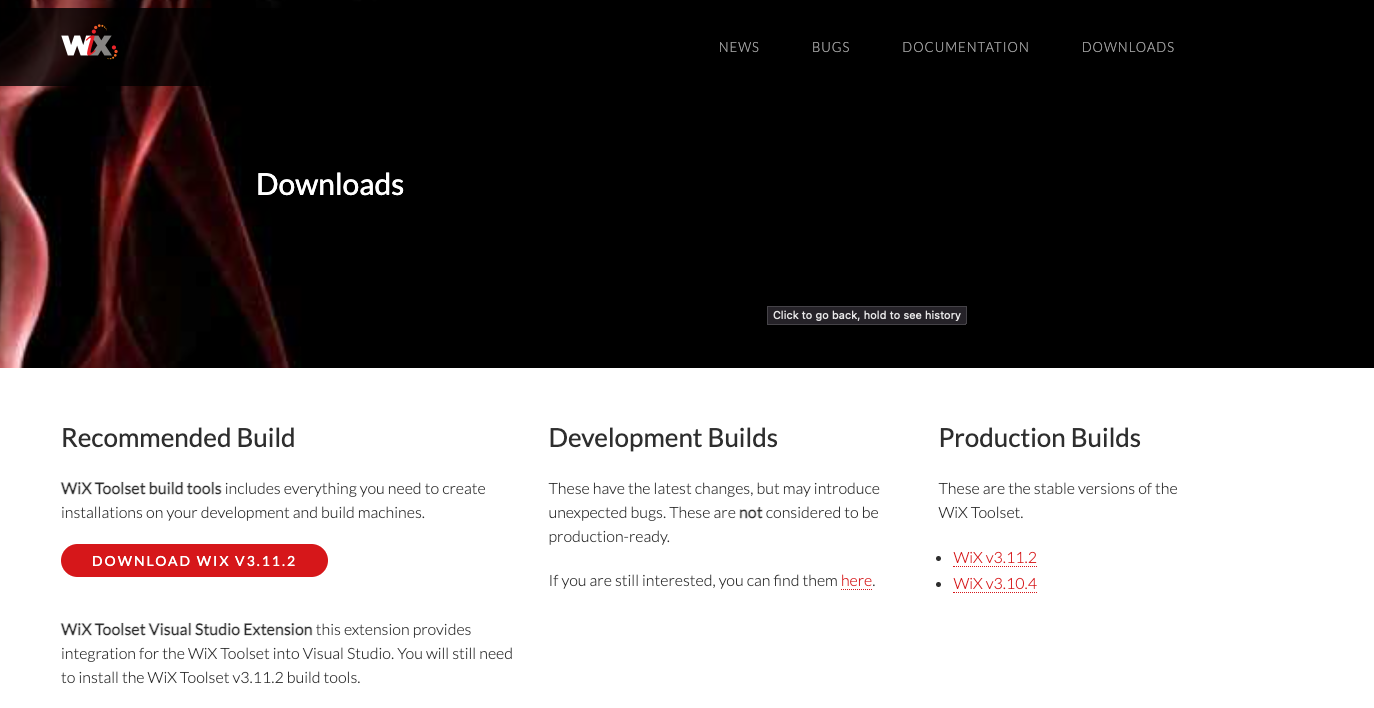 WiX
NEWS
BUGS
DOCUMENTATION
DOWNLOADS
Downloads
Click to go back, hold to see history
Recommended Build
WiX Toolset build tools includes everything you need to create
installations on your development and build machines.
DOWNLOAD WIX V3.11.2
WiX Toolset Visual Studio Extension this extension provides
integration for the WiX Toolset into Visual Studio. You will still need
to install the WiX Toolset v3.11.2 build tools.
Development Builds
These have the latest changes, but may introduce
unexpected bugs. These are not considered to be
production-ready.
If you are still interested, you can find them here.
Production Builds
These are the stable versions of the
WiX Toolset.
WiX v3.11.2
WiX v3.10.4